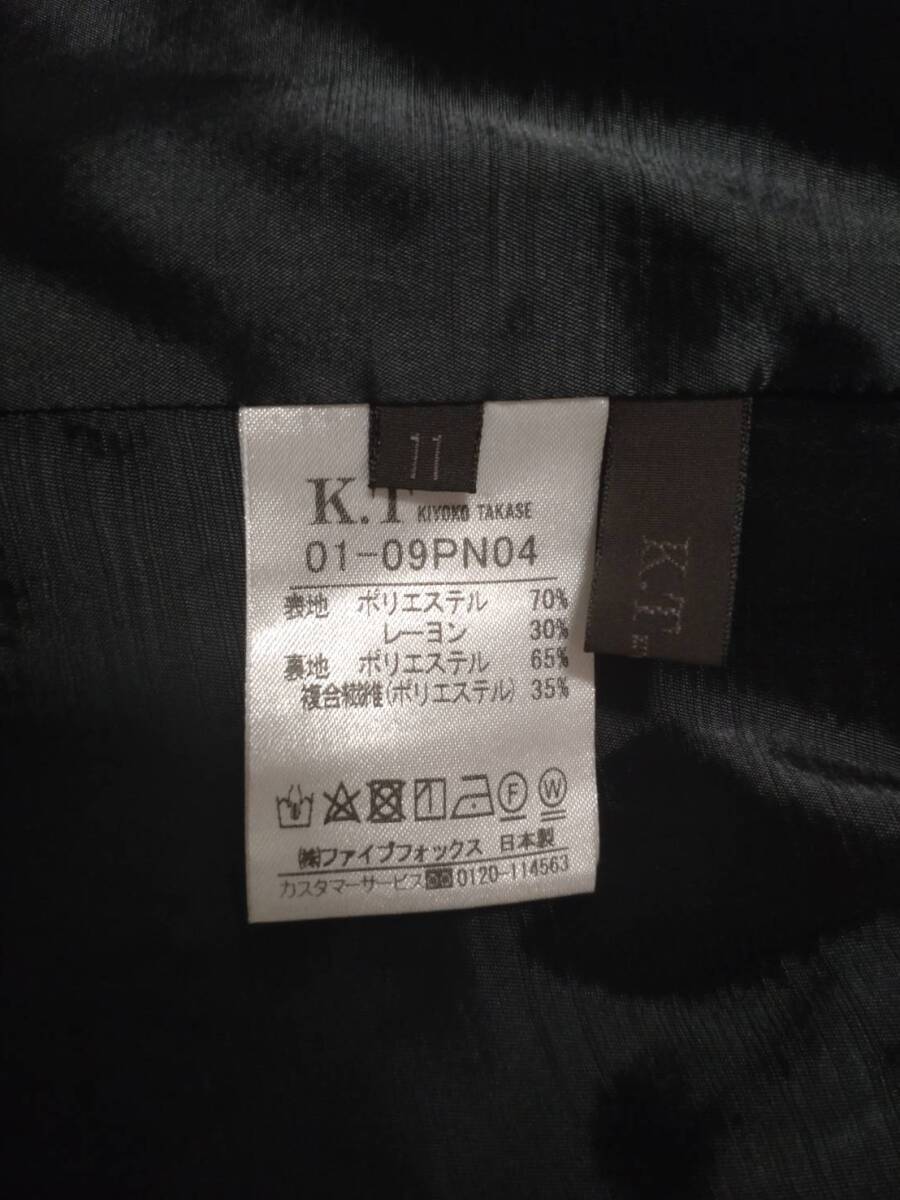 11
K.T KIYOKO TAKASE
01-09PN04
表地 ポリエステル 70%
レーヨン 30%
裏地 ポリエステル 65%
複合繊維(ポリエステル) 35%
F W
㈱ファイブフォックス 日本製
カスタマーサービス 0120-114563
K.T